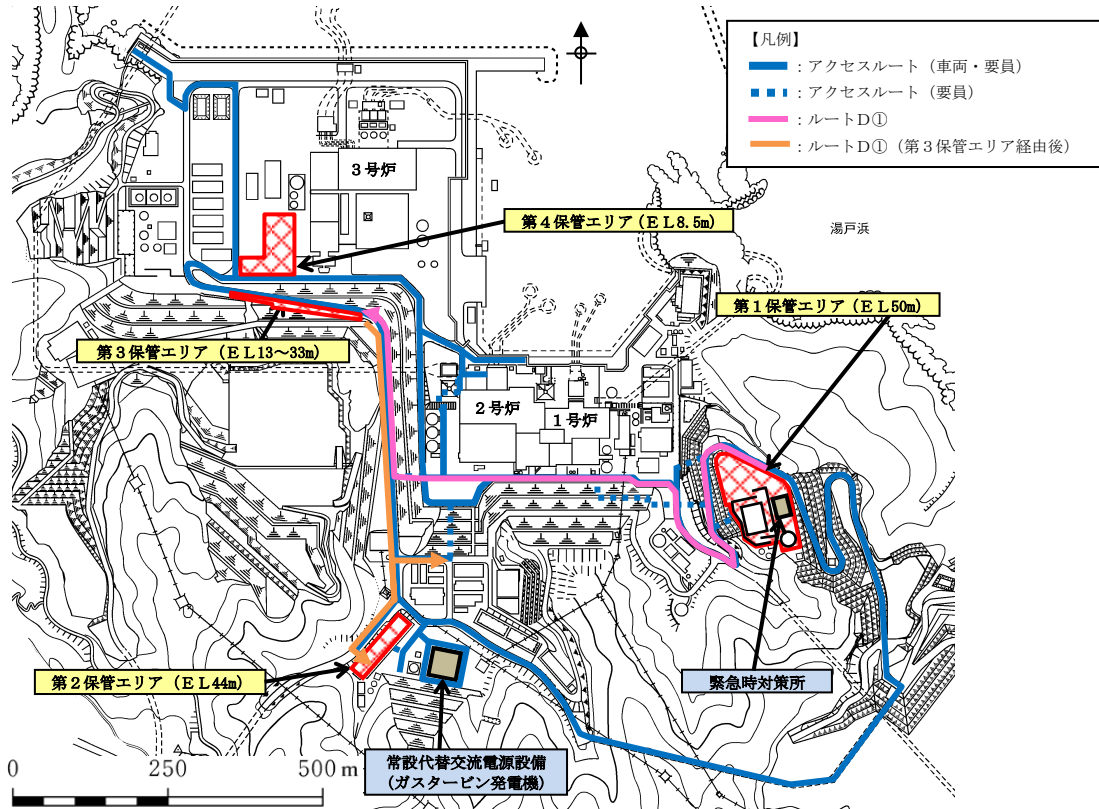 【凡例】
：アクセスルート（車両・要員）
：アクセスルート（要員）
：ルートD①
：ルートD①（第３保管エリア経由後）
３号炉
第４保管エリア（ＥＬ8.5m）
湯戸浜
第１保管エリア（ＥＬ50m）
第３保管エリア（ＥＬ13～33m）
２号炉
１号炉
第２保管エリア（ＥＬ44m）
緊急時対策所
常設代替交流電源設備
(ガスタービン発電機)
0 250 500 m